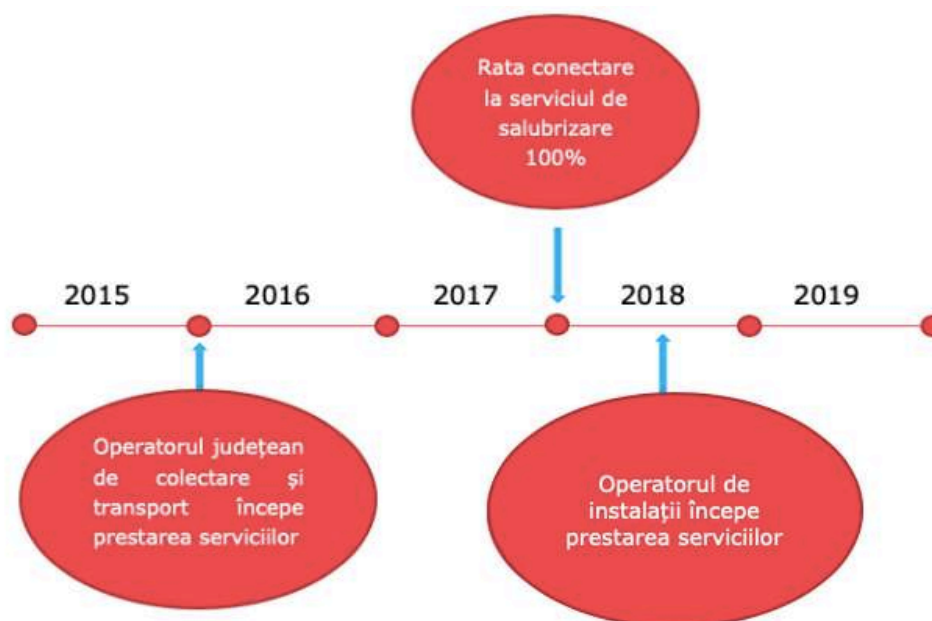 Rata conectare
la serviciul de
salubrizare
100%
2015 2016 2017 2018 2019
Operatorul județean
de colectare și
transport începe
prestarea serviciilor
Operatorul de
instalații începe
prestarea serviciilor